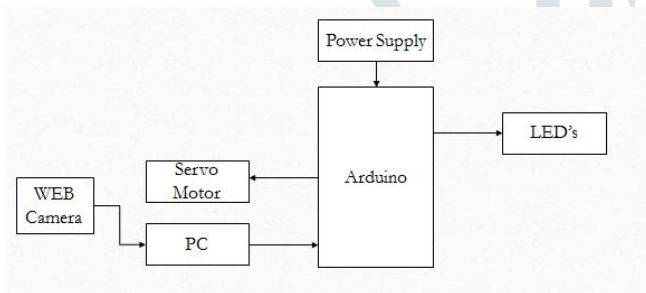 Power Supply
LED's
Arduino
Servo
Motor
WEB
Camera
PC